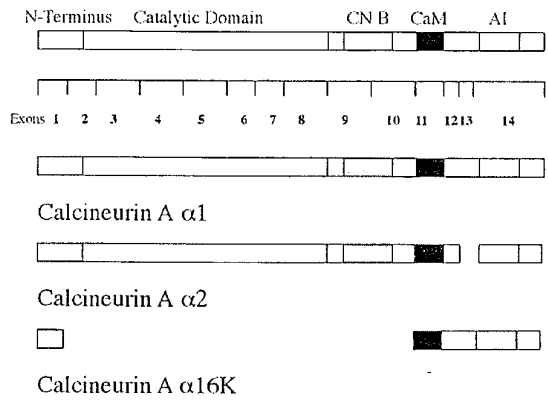 N-Terminus Catalytic Domain CN B CaM AI
Exons 1 2 3 4 5 6 7 8 9 10 11 12 13 14
Calcineurin A α1
Calcineurin A α2
Calcineurin A α16K